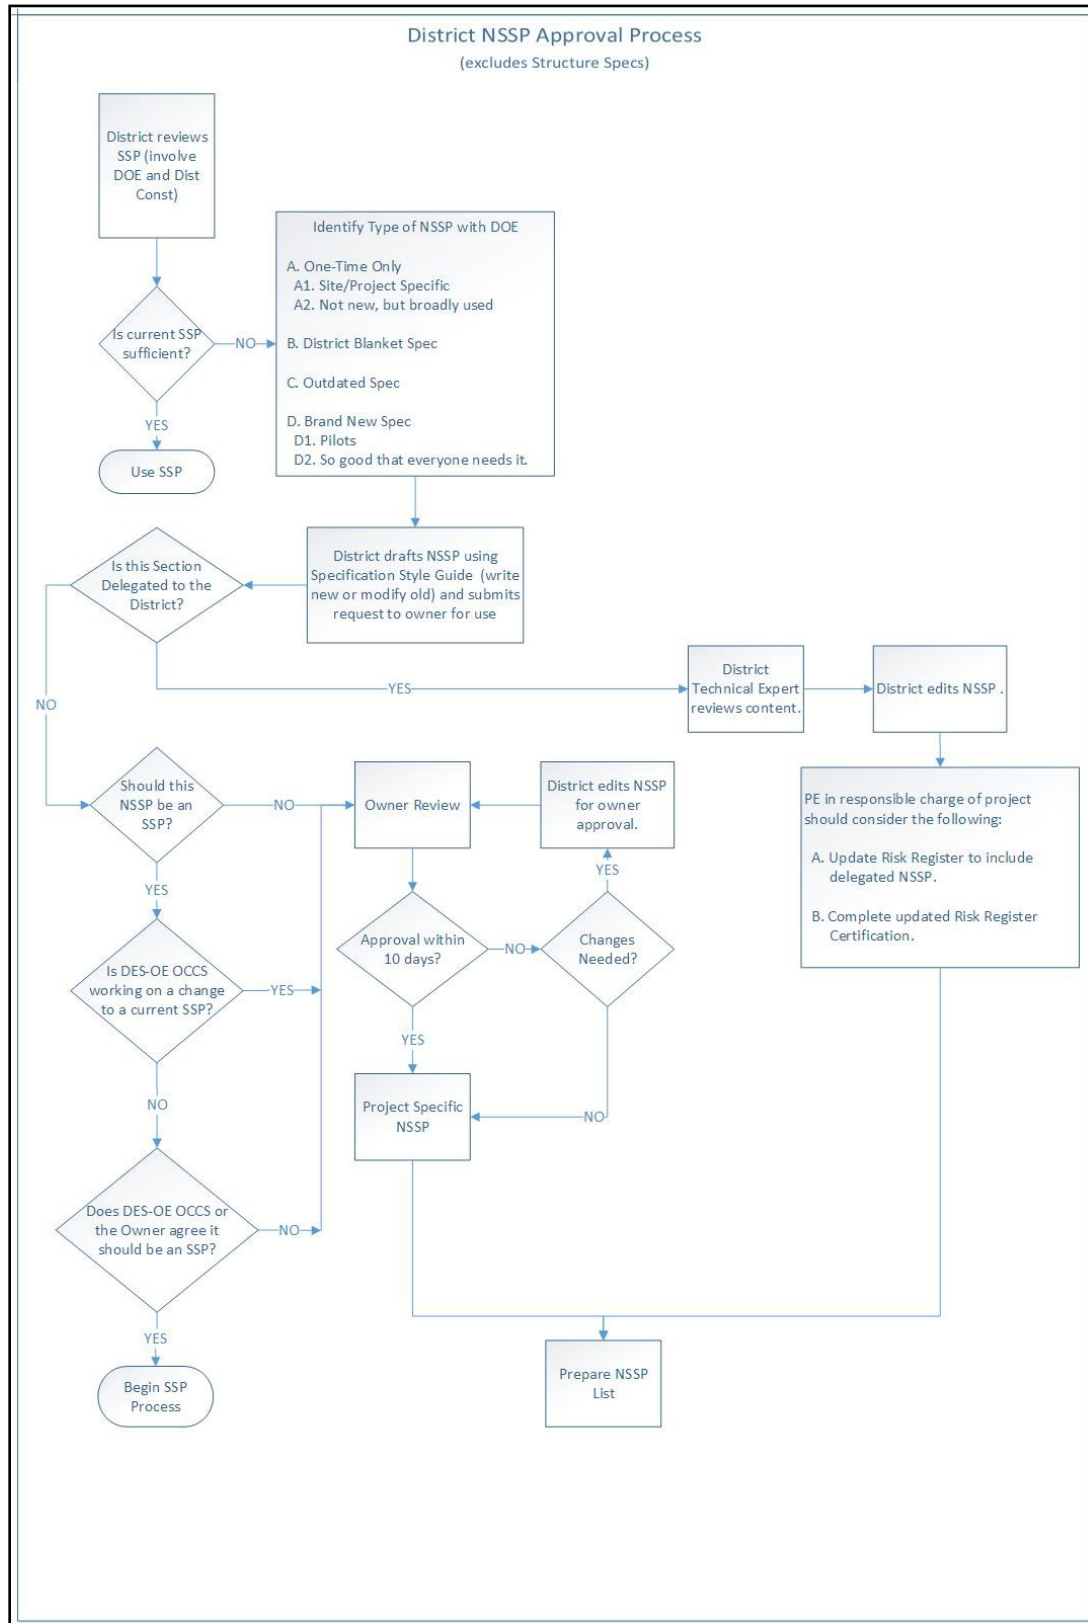 District NSSP Approval Process
(excludes Structure Specs)
District reviews
SSP (involve
DOE and Dist
Const)
Identify Type of NSSP with DOE
A. One-Time Only
A1. Site/Project Specific
A2. Not new, but broadly used
B. District Blanket Spec
C. Outdated Spec
D. Brand New Spec
D1. Pilots
D2. So good that everyone needs it.
Is current SSP
sufficient?
NO
YES
Use SSP
District drafts NSSP using
Specification Style Guide (write
new or modify old) and submits
request to owner for use
Is this Section
Delegated to the
District?
YES
NO
District
Technical Expert
reviews content.
District edits NSSP .
PE in responsible charge of project
should consider the following:
A. Update Risk Register to include
delegated NSSP.
B. Complete updated Risk Register
Certification.
Should this
NSSP be an
SSP?
NO
YES
Owner Review
District edits NSSP
for owner
approval.
YES
Approval within
10 days?
NO
Changes
Needed?
Is DES-OE OCCS
working on a change
to a current SSP?
YES
NO
YES
Project Specific
NSSP
NO
Does DES-OE OCCS or
the Owner agree it
should be an SSP?
NO
YES
Begin SSP
Process
Prepare NSSP
List